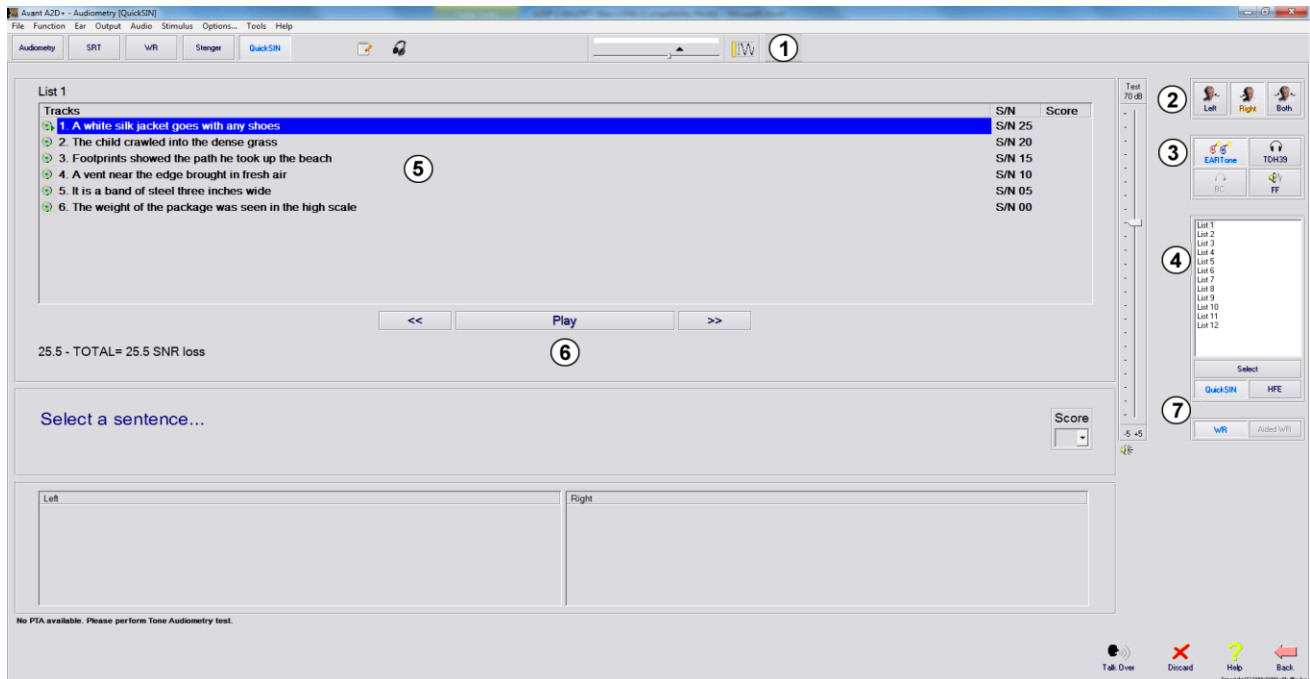 Avant A2D+ - Audiometry [QuickSIN]
File Function Ear Output Audio Stimulus Options... Tools Help
Audiometry SRT WR Stenger QuickSIN
1
List 1
Tracks S/N Score
1. A white silk jacket goes with any shoes S/N 25
2. The child crawled into the dense grass S/N 20
3. Footprints showed the path he took up the beach S/N 15
4. A vent near the edge brought in fresh air S/N 10
5. It is a band of steel three inches wide S/N 05
6. The weight of the package was seen in the high scale S/N 00
5
<< Play >>
25.5 - TOTAL= 25.5 SNR loss
6
Select a sentence...
Score
Left Right
No PTA available. Please perform Tone Audiometry test.
Test
70 dB
-5 +5
2
Left Right Both
3
EARTone TDH39
BC FF
4
List 1
List 2
List 3
List 4
List 5
List 6
List 7
List 8
List 9
List 10
List 11
List 12
Select
QuickSIN HFE
7
WR Aided WR
Talk Over Discard Help Back